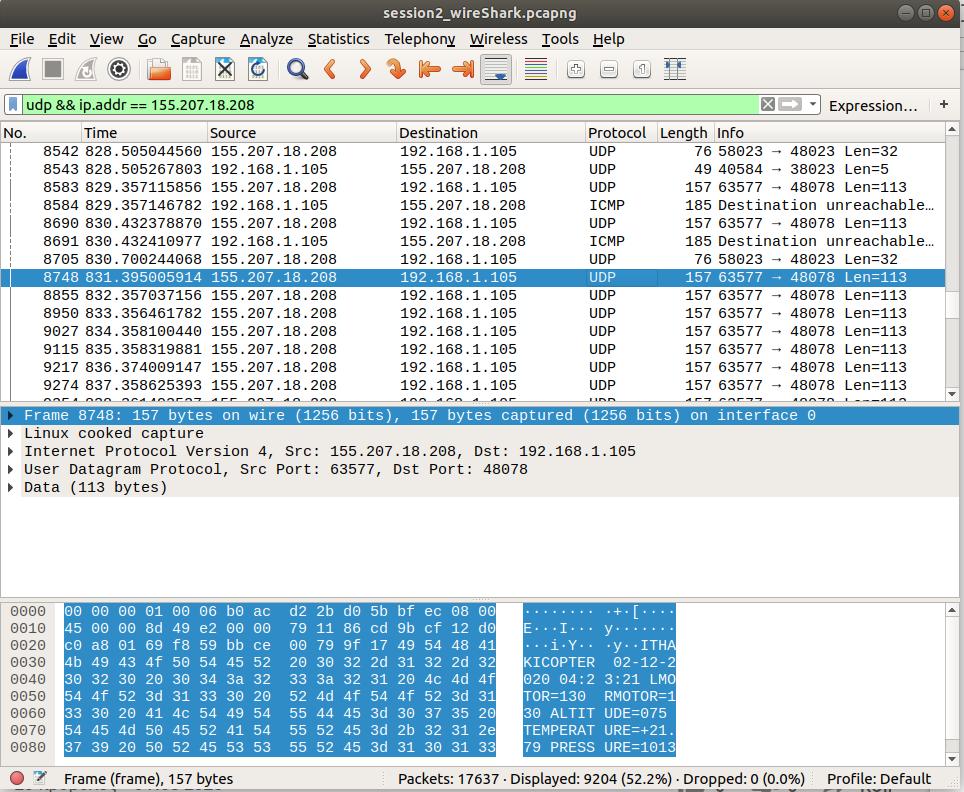 session2_wireShark.pcapng
File Edit View Go Capture Analyze Statistics Telephony Wireless Tools Help
udp && ip.addr == 155.207.18.208 Expression… +
No. Time Source Destination Protocol Length Info
8542 828.505044560 155.207.18.208 192.168.1.105 UDP 76 58023 → 48023 Len=32
8543 828.505267803 192.168.1.105 155.207.18.208 UDP 49 40584 → 38023 Len=5
8583 829.357115856 155.207.18.208 192.168.1.105 UDP 157 63577 → 48078 Len=113
8584 829.357146782 192.168.1.105 155.207.18.208 ICMP 185 Destination unreachable…
8690 830.432378870 155.207.18.208 192.168.1.105 UDP 157 63577 → 48078 Len=113
8691 830.432410977 192.168.1.105 155.207.18.208 ICMP 185 Destination unreachable…
8705 830.700244068 155.207.18.208 192.168.1.105 UDP 76 58023 → 48023 Len=32
8748 831.395005914 155.207.18.208 192.168.1.105 UDP 157 63577 → 48078 Len=113
8855 832.357037156 155.207.18.208 192.168.1.105 UDP 157 63577 → 48078 Len=113
8950 833.356461782 155.207.18.208 192.168.1.105 UDP 157 63577 → 48078 Len=113
9027 834.358100440 155.207.18.208 192.168.1.105 UDP 157 63577 → 48078 Len=113
9115 835.358319881 155.207.18.208 192.168.1.105 UDP 157 63577 → 48078 Len=113
9217 836.374009147 155.207.18.208 192.168.1.105 UDP 157 63577 → 48078 Len=113
9274 837.358625393 155.207.18.208 192.168.1.105 UDP 157 63577 → 48078 Len=113
Frame 8748: 157 bytes on wire (1256 bits), 157 bytes captured (1256 bits) on interface 0
Linux cooked capture
Internet Protocol Version 4, Src: 155.207.18.208, Dst: 192.168.1.105
User Datagram Protocol, Src Port: 63577, Dst Port: 48078
Data (113 bytes)
0000 00 00 00 01 00 06 b0 ac d2 2b d0 5b bf ec 08 00 ········ ·+·[····
0010 45 00 00 8d 49 e2 00 00 79 11 86 cd 9b cf 12 d0 E···I··· y·······
0020 c0 a8 01 69 f8 59 bb ce 00 79 9f 17 49 54 48 41 ···i·Y·· ·y··ITHA
0030 4b 49 43 4f 50 54 45 52 20 30 32 2d 31 32 2d 32 KICOPTER 02-12-2
0040 30 32 30 20 30 34 3a 32 33 3a 32 31 20 4c 4d 4f 020 04:2 3:21 LMO
0050 54 4f 52 3d 31 33 30 20 52 4d 4f 54 4f 52 3d 31 TOR=130 RMOTOR=1
0060 33 30 20 41 4c 54 49 54 55 44 45 3d 30 37 35 20 30 ALTIT UDE=075
0070 54 45 4d 50 45 52 41 54 55 52 45 3d 2b 32 31 2e TEMPERAT URE=+21.
0080 37 39 20 50 52 45 53 53 55 52 45 3d 31 30 31 33 79 PRESS URE=1013
Frame (frame), 157 bytes Packets: 17637 · Displayed: 9204 (52.2%) · Dropped: 0 (0.0%) Profile: Default